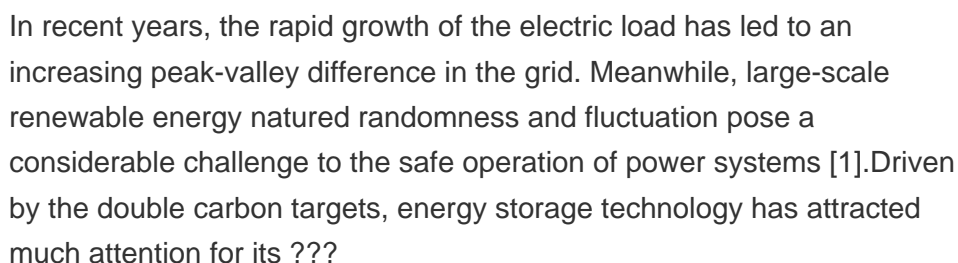 In recent years, the rapid growth of the electric load has led to an
increasing peak-valley difference in the grid. Meanwhile, large-scale
renewable energy natured randomness and fluctuation pose a
considerable challenge to the safe operation of power systems [1].Driven
by the double carbon targets, energy storage technology has attracted
much attention for its ???